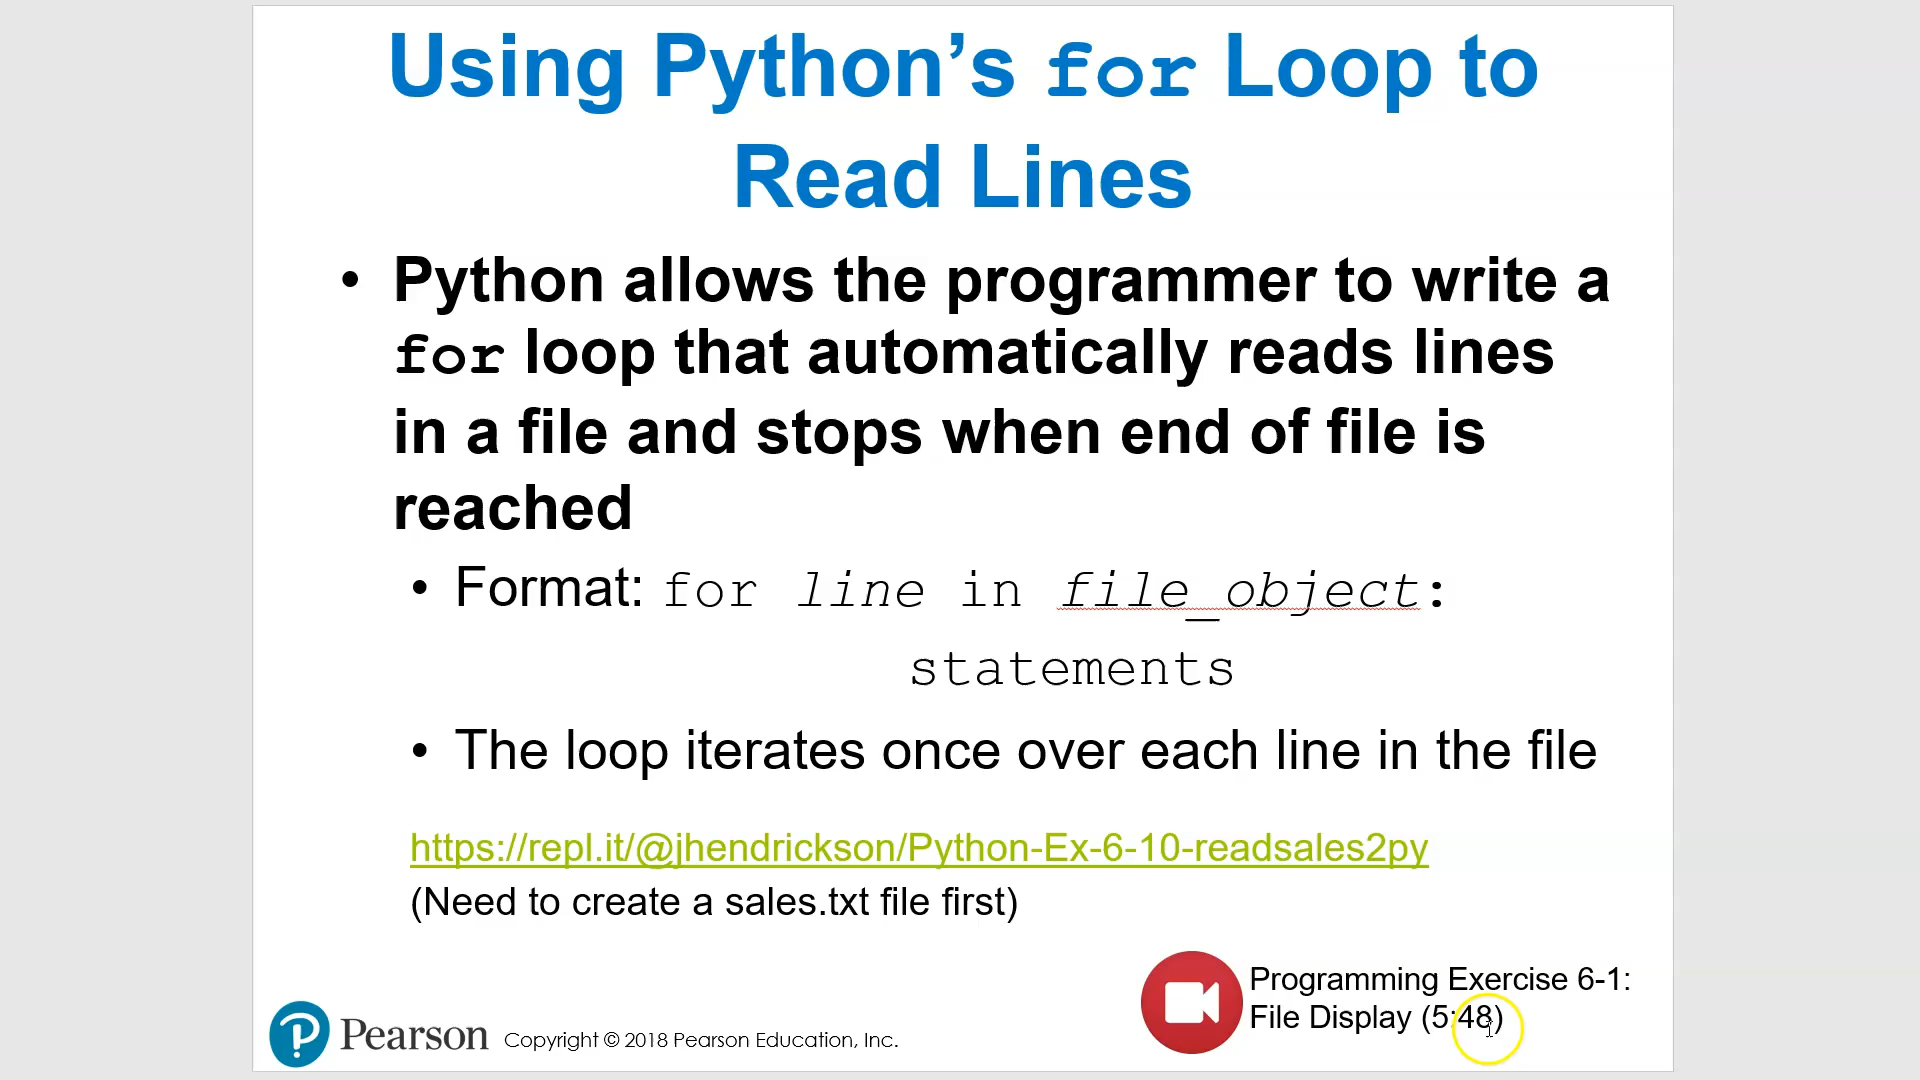 Using Python’s for Loop to
Read Lines
• Python allows the programmer to write a
for loop that automatically reads lines
in a file and stops when end of file is
reached
• Format: for line in file_object:
statements
• The loop iterates once over each line in the file
https://repl.it/@jhendrickson/Python-Ex-6-10-readsales2py
(Need to create a sales.txt file first)
Programming Exercise 6-1:
File Display (5:48)
Pearson Copyright © 2018 Pearson Education, Inc.